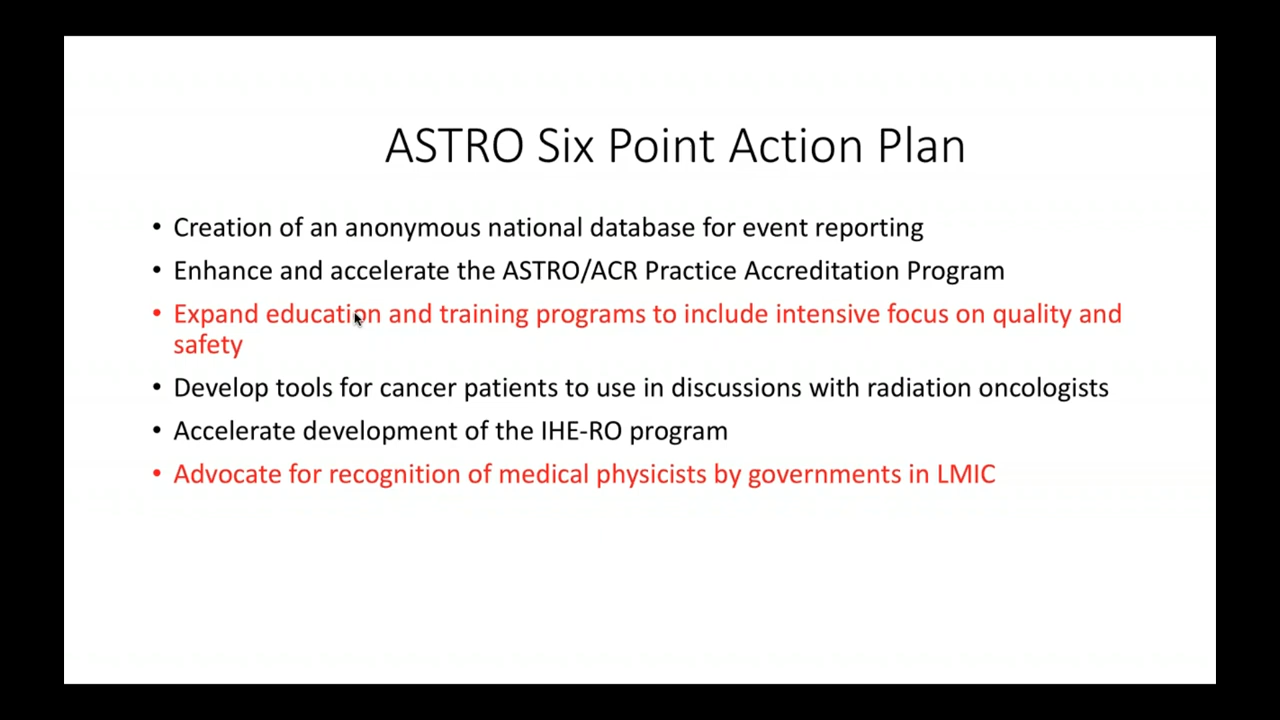 ASTRO Six Point Action Plan
• Creation of an anonymous national database for event reporting
• Enhance and accelerate the ASTRO/ACR Practice Accreditation Program
• Expand education and training programs to include intensive focus on quality and
safety
• Develop tools for cancer patients to use in discussions with radiation oncologists
• Accelerate development of the IHE-RO program
• Advocate for recognition of medical physicists by governments in LMIC